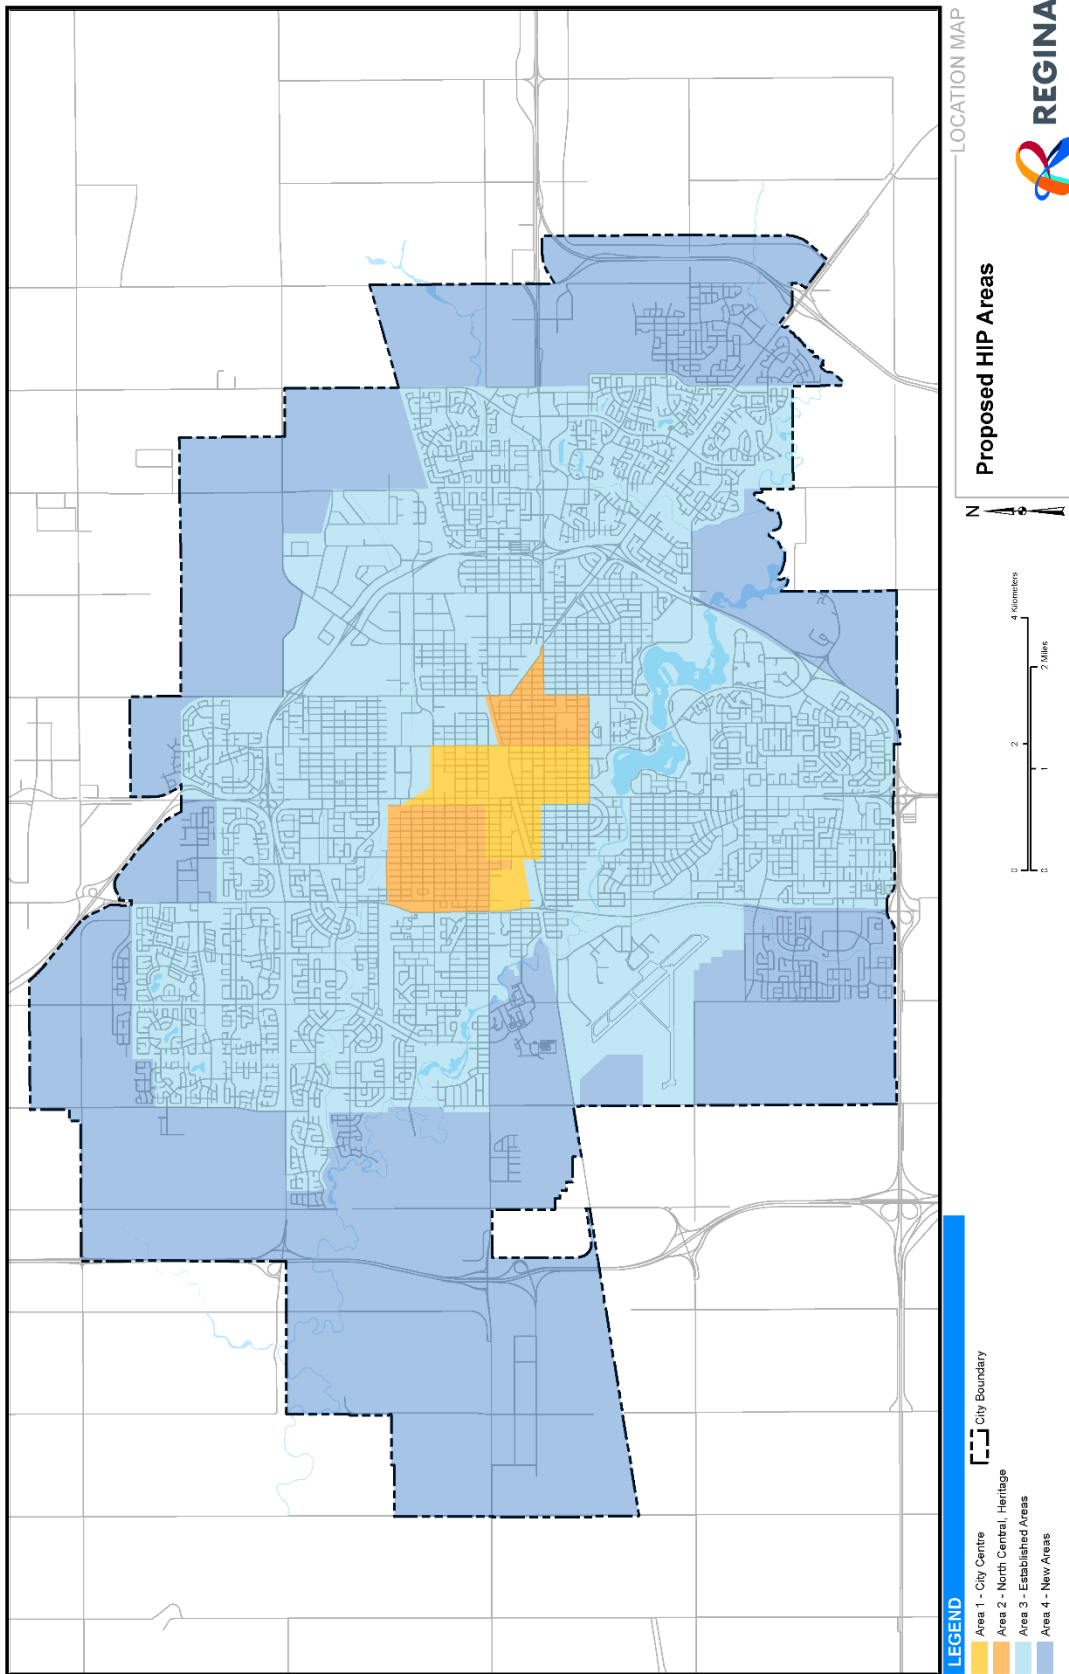 LEGEND
Area 1 - City Centre
Area 2 - North Central, Heritage
Area 3 - Established Areas
Area 4 - New Areas
City Boundary
0 1 2 4 Kilometers
0 1 2 Miles
N
Proposed HIP Areas
LOCATION MAP
REGINA